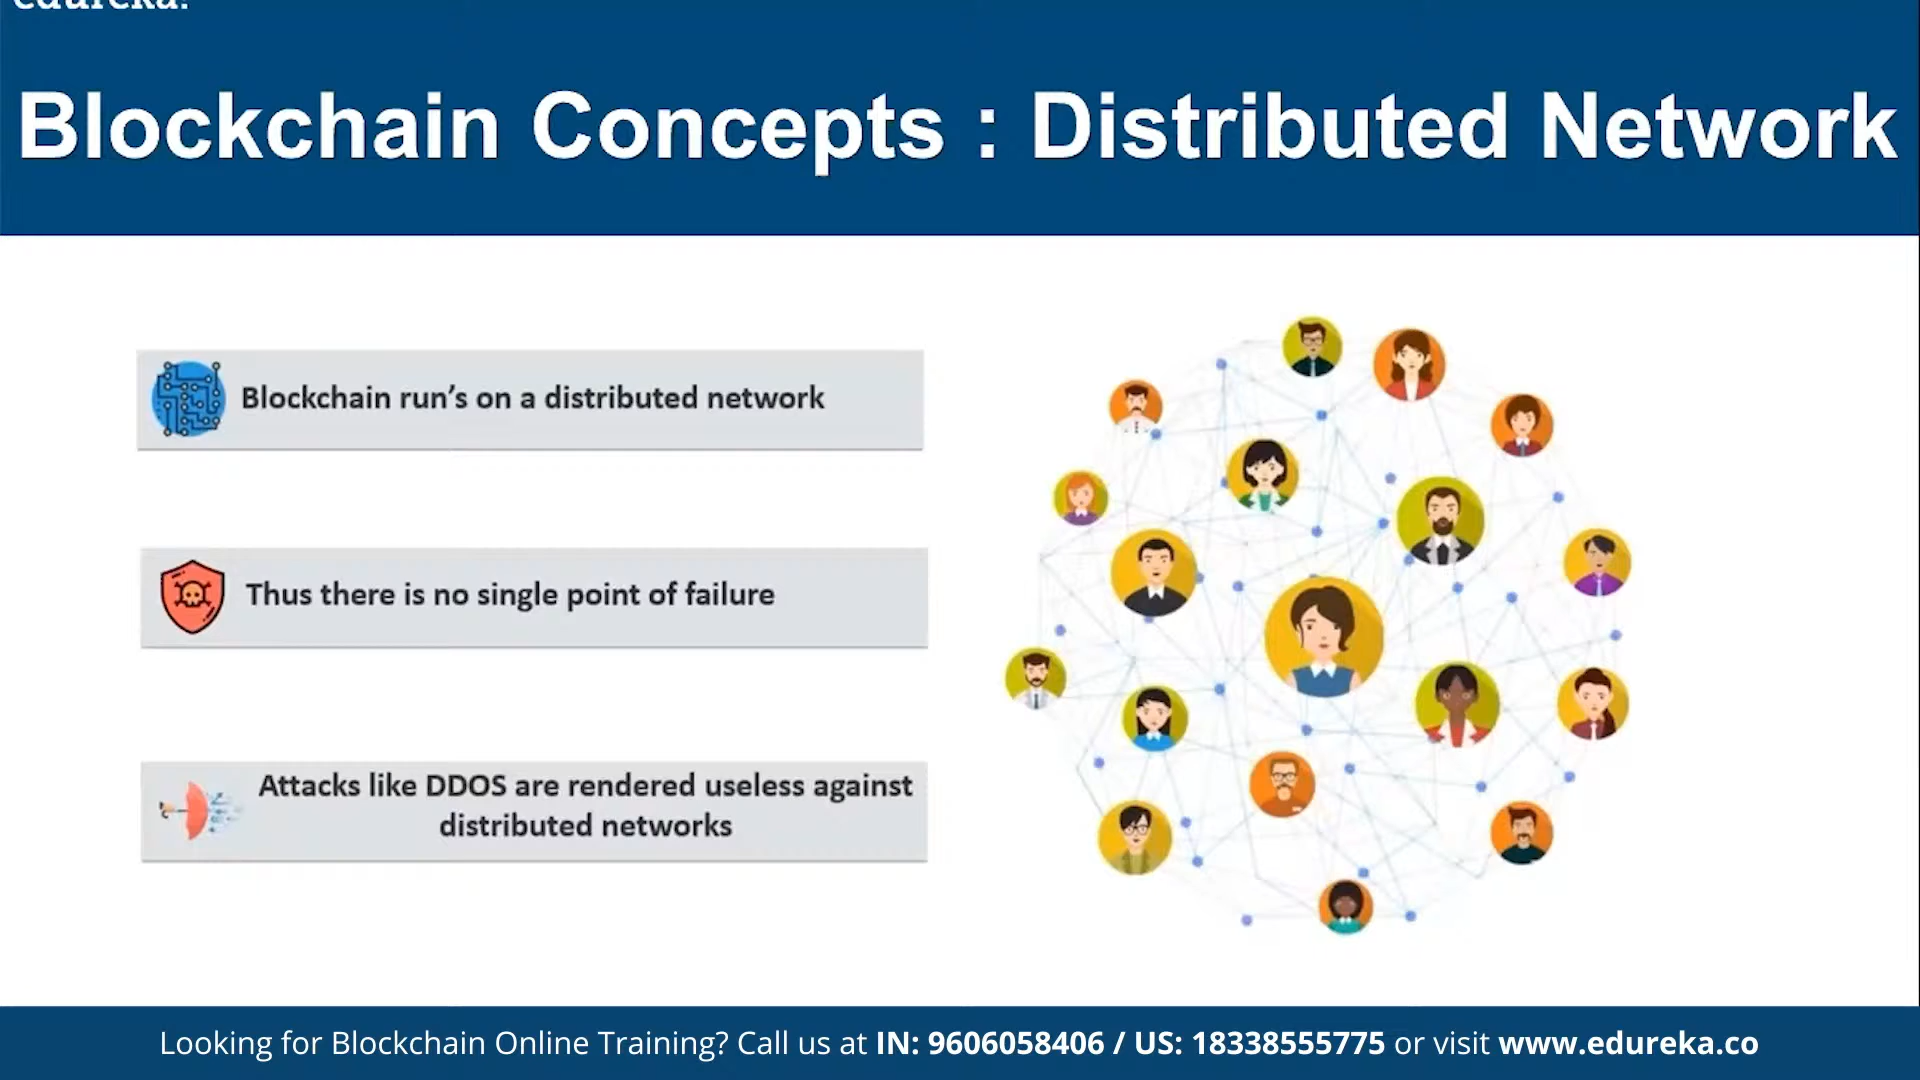 edureka!
Blockchain Concepts : Distributed Network
Blockchain run’s on a distributed network
Thus there is no single point of failure
Attacks like DDOS are rendered useless against
distributed networks
Looking for Blockchain Online Training? Call us at IN: 9606058406 / US: 18338555775 or visit www.edureka.co